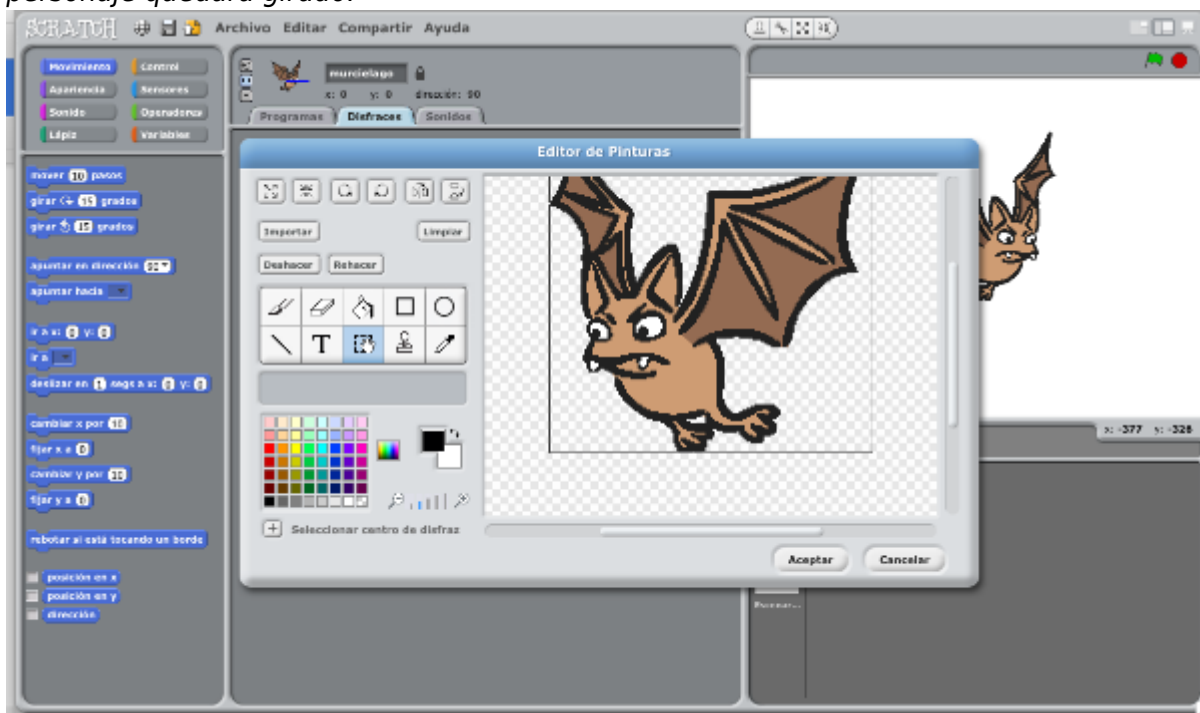 personaje quedará girado.
SCRATCH Archivo Editar Compartir Ayuda
Movimiento Control
Apariencia Sensores
Sonido Operadores
Lápiz Variables
murcielago
x: 0 y: 0 dirección: 90
Programas Disfraces Sonidos
mover 10 pasos
girar 15 grados
girar 15 grados
apuntar en dirección 90
apuntar hacia
ir a x: 0 y: 0
ir a
deslizar en 1 segs a x: 0 y: 0
cambiar x por 10
fijar x a 0
cambiar y por 10
fijar y a 0
rebotar si está tocando un borde
posición en x
posición en y
dirección
Editor de Pinturas
Importar Limpiar
Deshacer Rehacer
T
Seleccionar centro de disfraz
Aceptar Cancelar
x: -377 y: -326